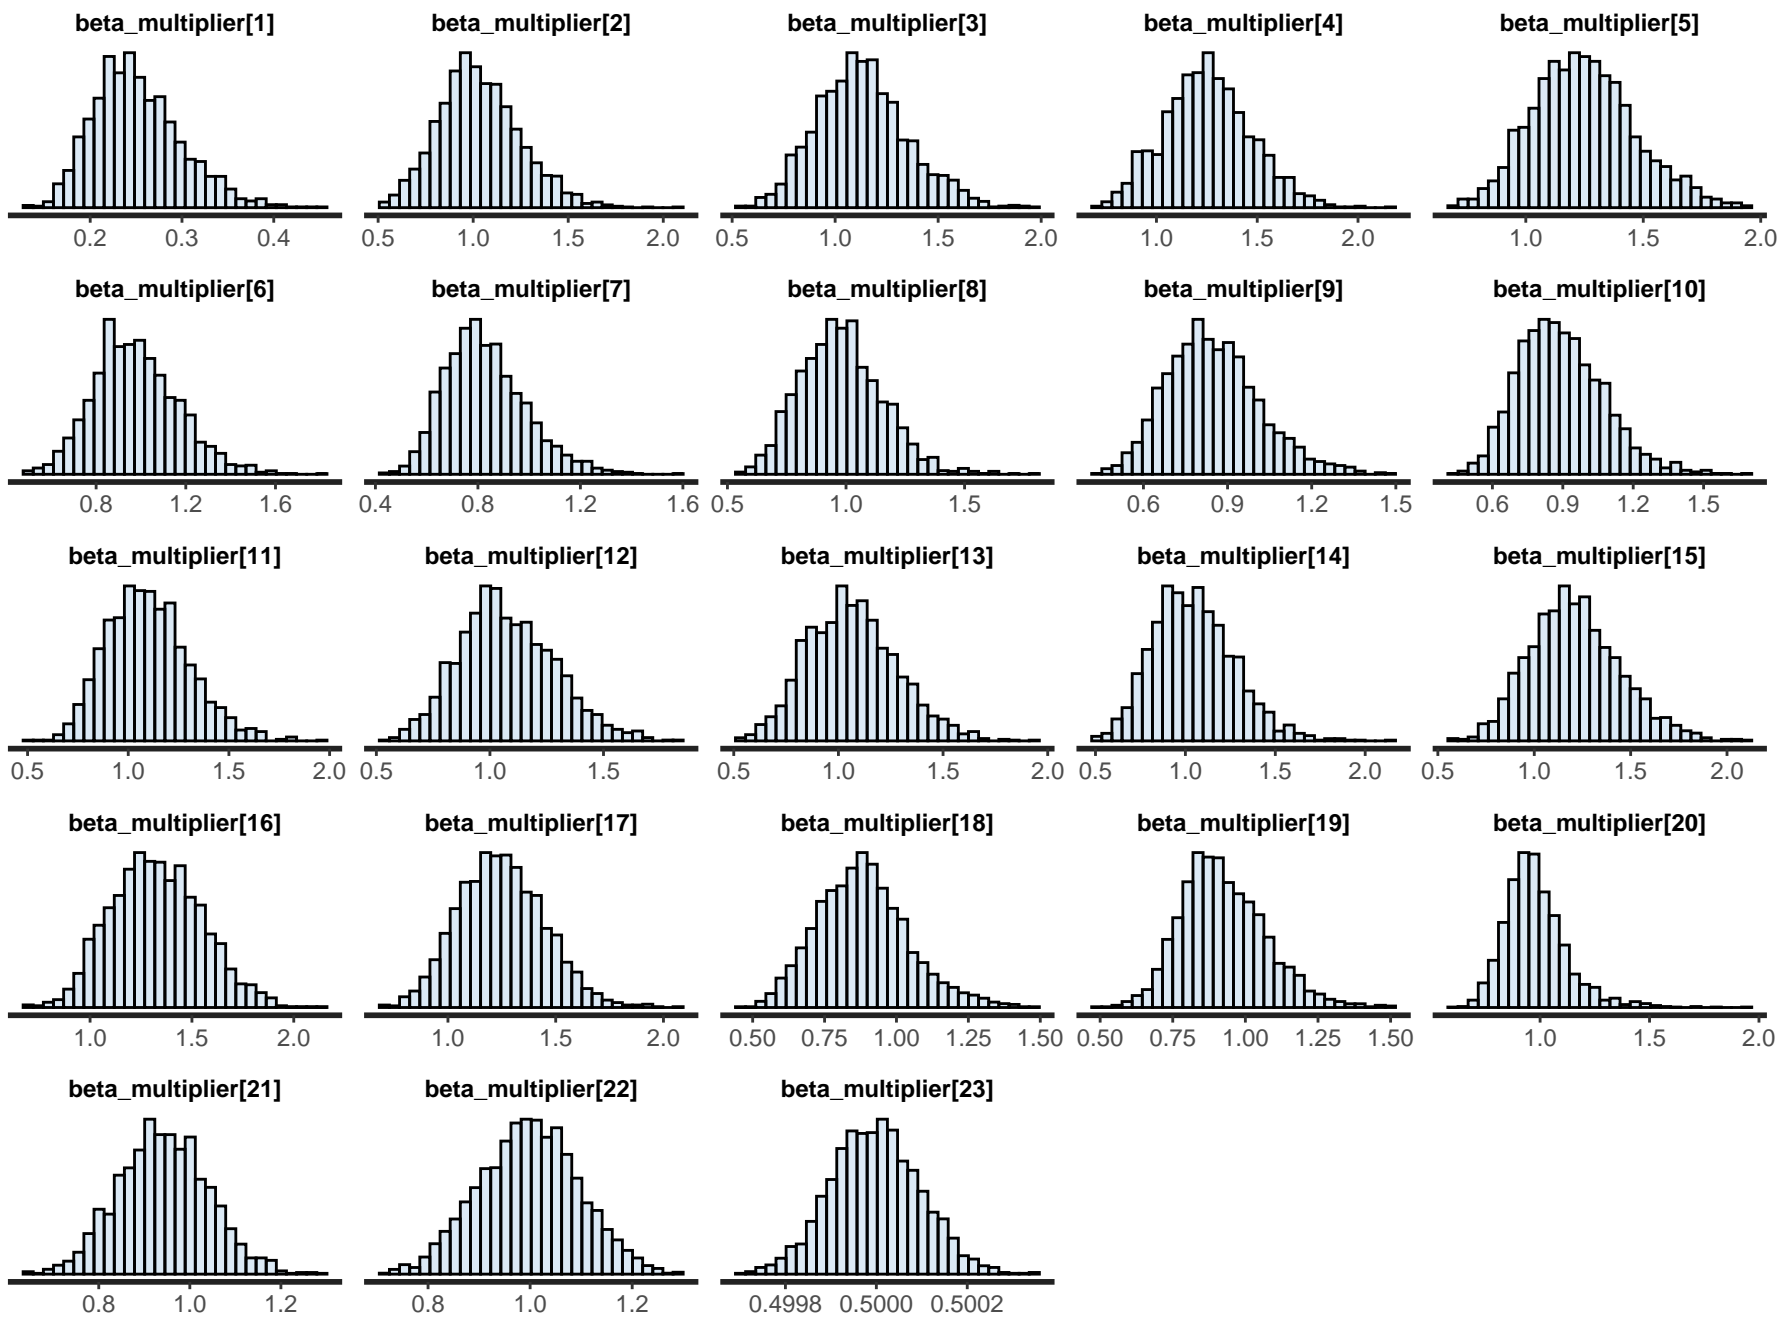 beta_multiplier[1] beta_multiplier[2] beta_multiplier[3] beta_multiplier[4] beta_multiplier[5]
0.2 0.3 0.4 0.5 1.0 1.5 2.0 0.5 1.0 1.5 2.0 1.0 1.5 2.0 1.0 1.5 2.0
beta_multiplier[6] beta_multiplier[7] beta_multiplier[8] beta_multiplier[9] beta_multiplier[10]
0.8 1.2 1.6 0.4 0.8 1.2 1.6 0.5 1.0 1.5 0.6 0.9 1.2 1.5 0.6 0.9 1.2 1.5
beta_multiplier[11] beta_multiplier[12] beta_multiplier[13] beta_multiplier[14] beta_multiplier[15]
0.5 1.0 1.5 2.0 0.5 1.0 1.5 0.5 1.0 1.5 2.0 0.5 1.0 1.5 2.0 0.5 1.0 1.5 2.0
beta_multiplier[16] beta_multiplier[17] beta_multiplier[18] beta_multiplier[19] beta_multiplier[20]
1.0 1.5 2.0 1.0 1.5 2.0 0.50 0.75 1.00 1.25 1.50 0.50 0.75 1.00 1.25 1.50 1.0 1.5 2.0
beta_multiplier[21] beta_multiplier[22] beta_multiplier[23]
0.8 1.0 1.2 0.8 1.0 1.2 0.4998 0.5000 0.5002